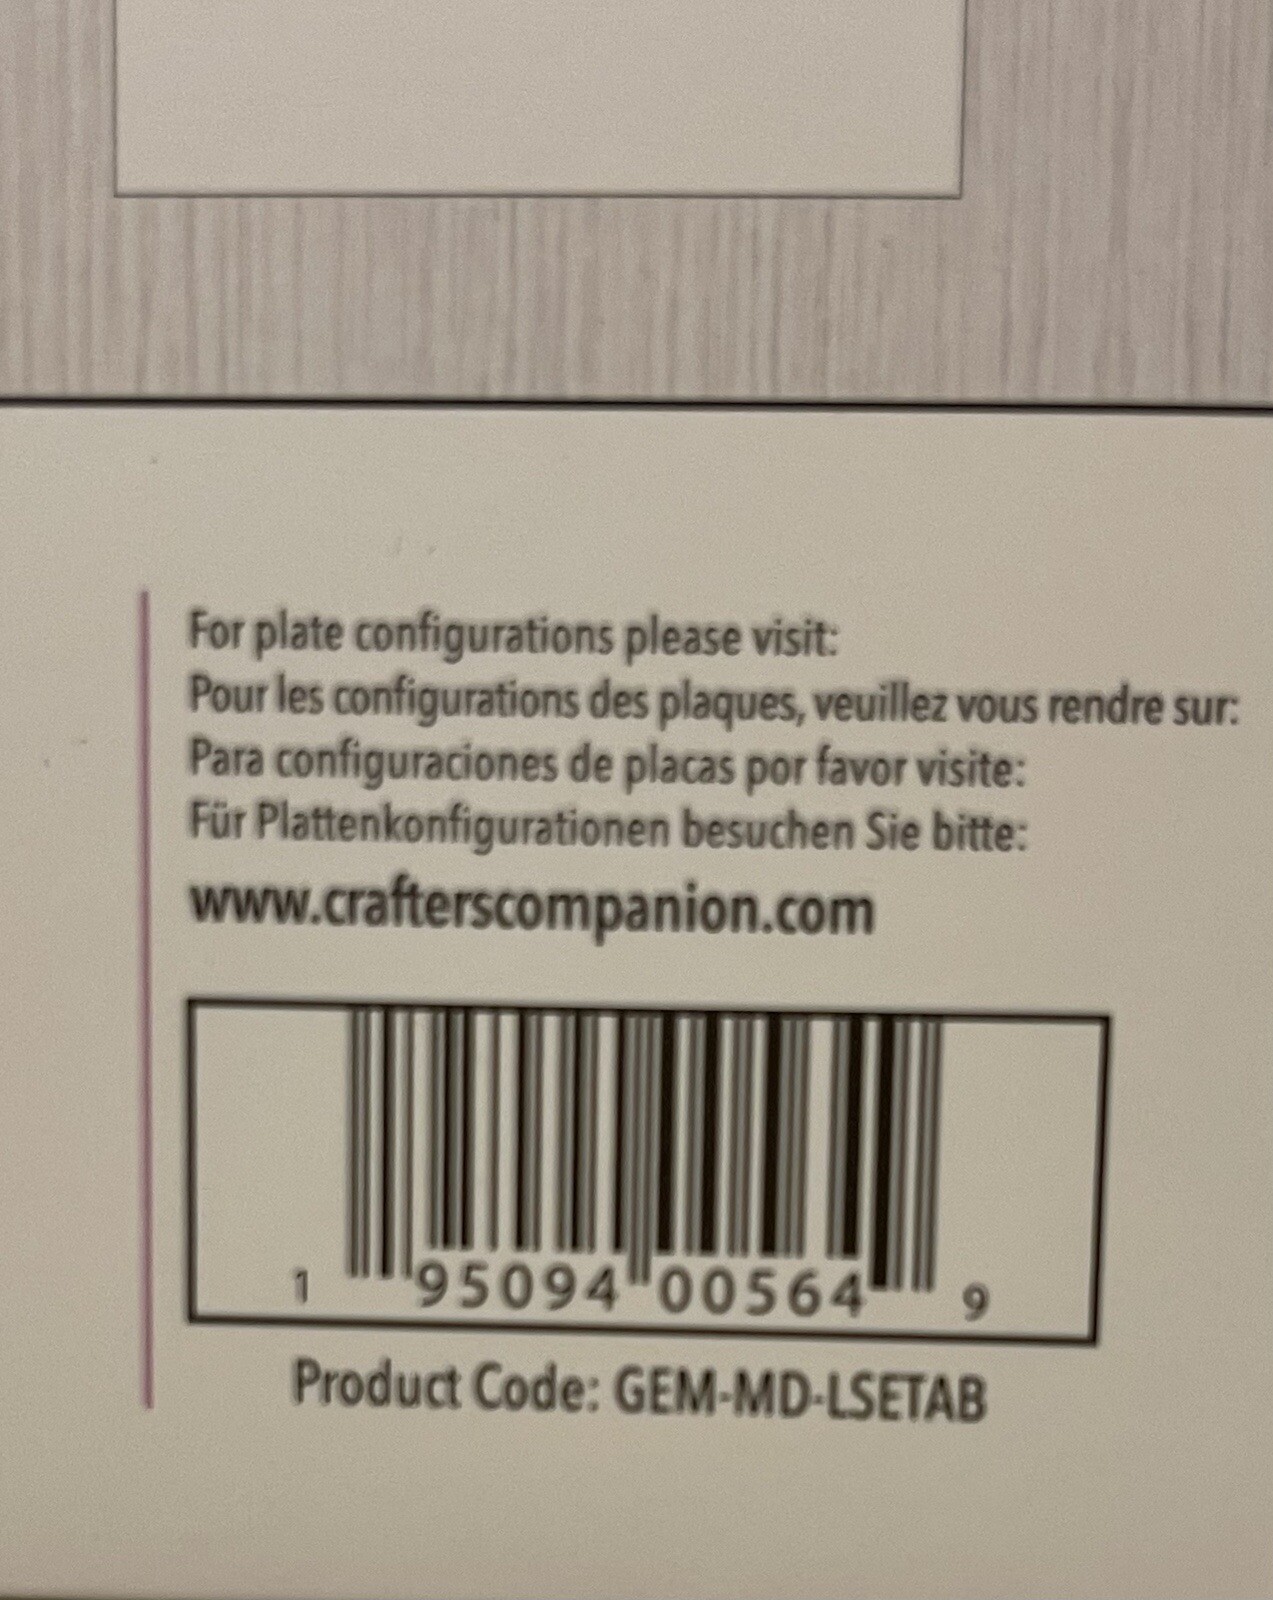 For plate configurations please visit:
Pour les configurations des plaques, veuillez vous rendre sur:
Para configuraciones de placas por favor visite:
Für Plattenkonfigurationen besuchen Sie bitte:
www.crafterscompanion.com
1 95094 00564 9
Product Code: GEM-MD-LSETAB